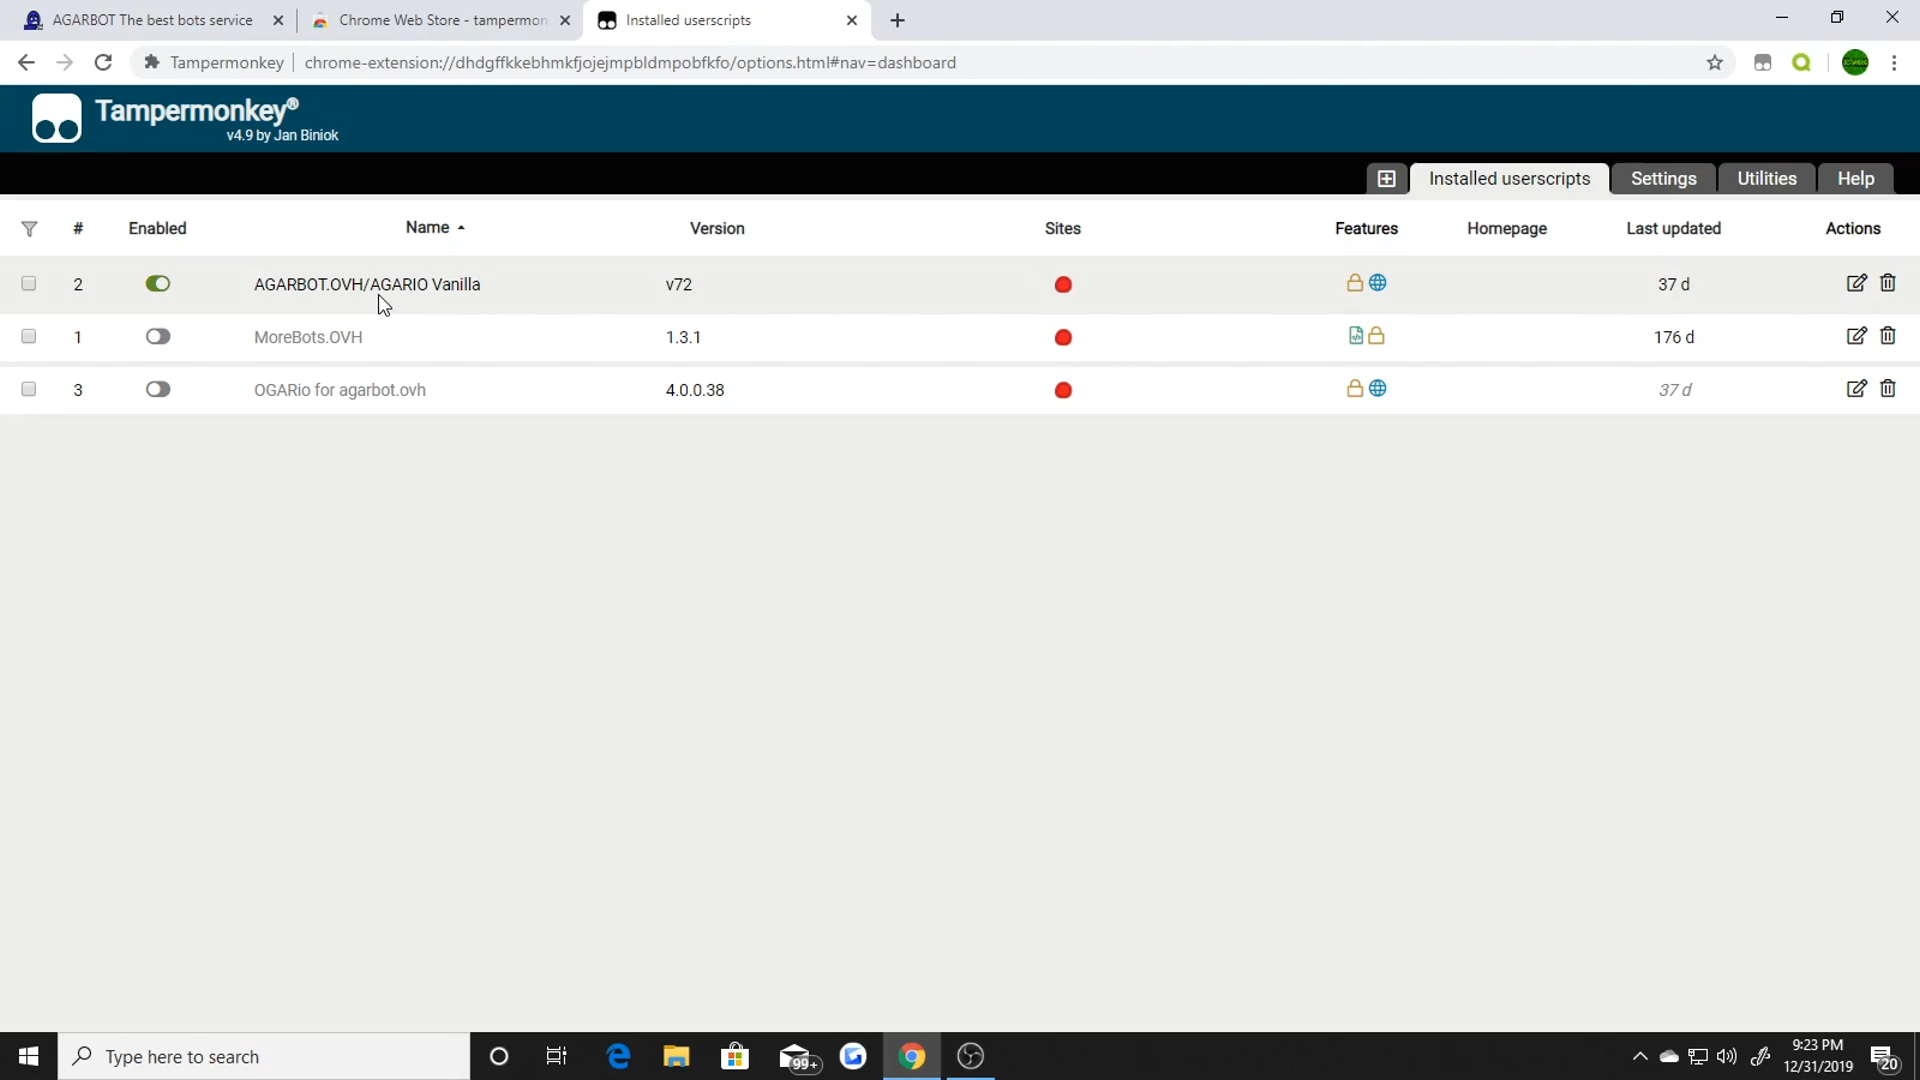 AGARBOT The best bots service
Chrome Web Store - tampermon
Installed userscripts
Tampermonkey
chrome-extension://dhdgffkkebhmkfjojejmpbldmpobfkfo/options.html#nav=dashboard
Tampermonkey®
v4.9 by Jan Biniok
Installed userscripts
Settings
Utilities
Help
# Enabled Name Version Sites Features Homepage Last updated Actions
2 AGARBOT.OVH/AGARIO Vanilla v72 37 d
1 MoreBots.OVH 1.3.1 176 d
3 OGARio for agarbot.ovh 4.0.0.38 37 d
Type here to search
99+
9:23 PM
12/31/2019
20